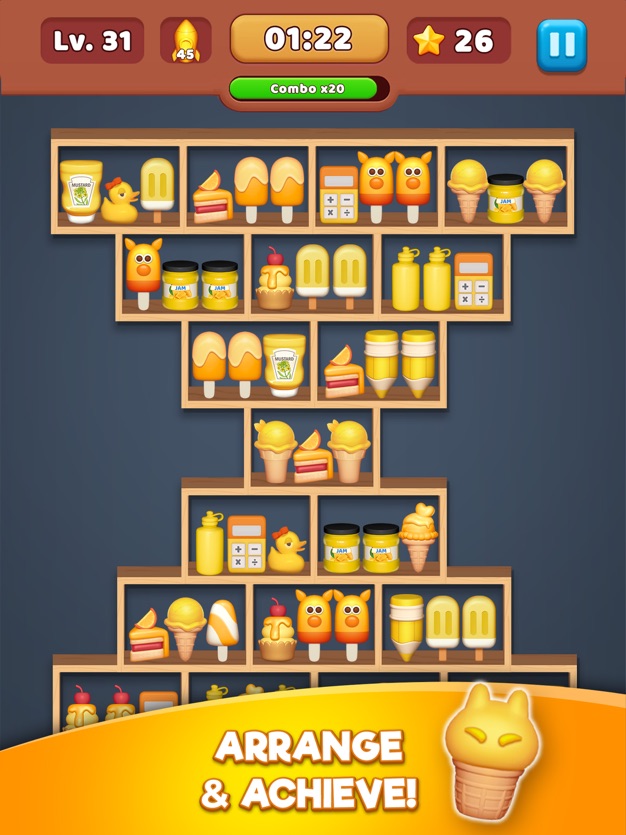 Lv. 31
45
01:22
26
Combo x20
MUSTARD
+ −
× ÷
JAM
JAM
JAM
+ −
× ÷
MUSTARD
+ −
× ÷
JAM
JAM
ARRANGE
& ACHIEVE!